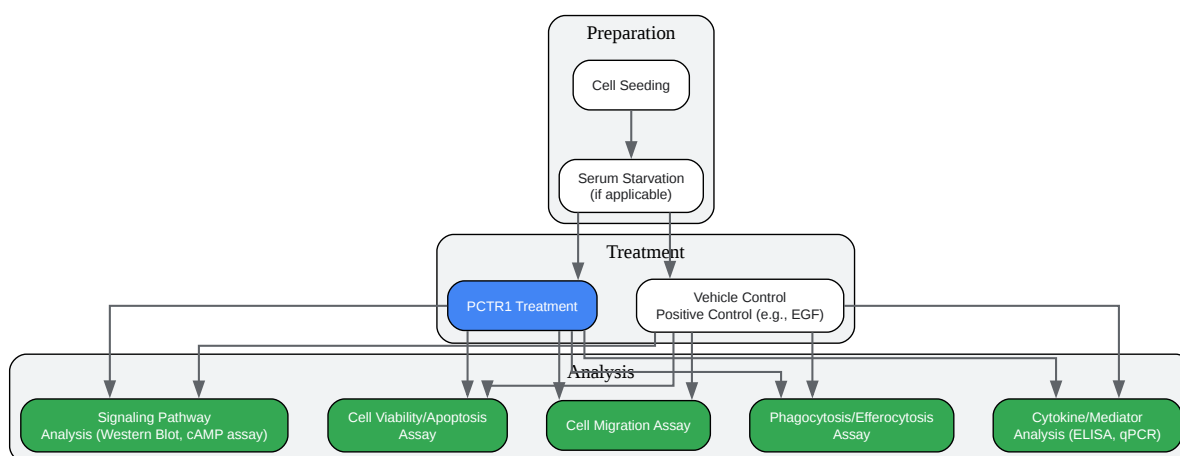 Preparation
Cell Seeding
Serum Starvation
(if applicable)
Treatment
PCTR1 Treatment
Vehicle Control
Positive Control (e.g., EGF)
Analysis
Signaling Pathway
Analysis (Western Blot, cAMP assay)
Cell Viability/Apoptosis
Assay
Cell Migration Assay
Phagocytosis/Efferocytosis
Assay
Cytokine/Mediator
Analysis (ELISA, qPCR)